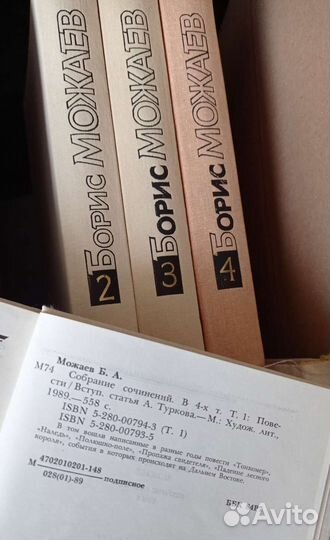 2 БОРИС МОЖАЕВ
3 БОРИС МОЖАЕВ
4 БОРИС МОЖАЕВ
Можаев Б. А.
М74 Собрание сочинений. В 4-х т. Т. 1: Пове-
сти / Вступ. статья А. Туркова.— М.: Худож. лит.,
1989.— 558 с.
ISBN 5-280-00794-3 (Т. 1)
ISBN 5-280-00793-5
В том вошли написанные в разные годы повести «Тонкомер»,
«Наледь», «Полюшко-поле», «Пропажа свидетеля», «Падение лесного
короля», события в которых происходят на Дальнем Востоке.
М 4702010201-148 подписное
028(01)-89
Avito